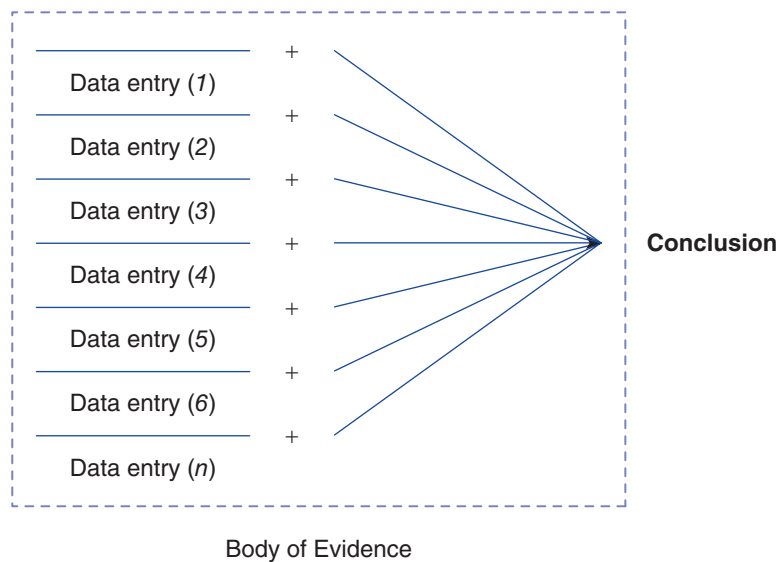 +
Data entry (1)
+
Data entry (2)
+
Data entry (3)
+
Conclusion
Data entry (4)
+
Data entry (5)
+
Data entry (6)
+
Data entry (n)
Body of Evidence